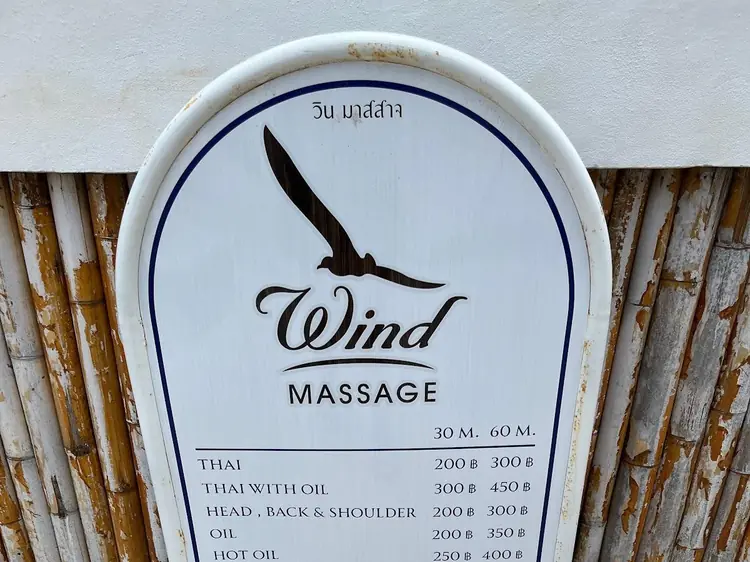 วิน มาสส์าจ
Wind
MASSAGE
30 M. 60 M.
THAI 200 ฿ 300 ฿
THAI WITH OIL 300 ฿ 450 ฿
HEAD , BACK & SHOULDER 200 ฿ 300 ฿
OIL 200 ฿ 350 ฿
HOT OIL 250 ฿ 400 ฿